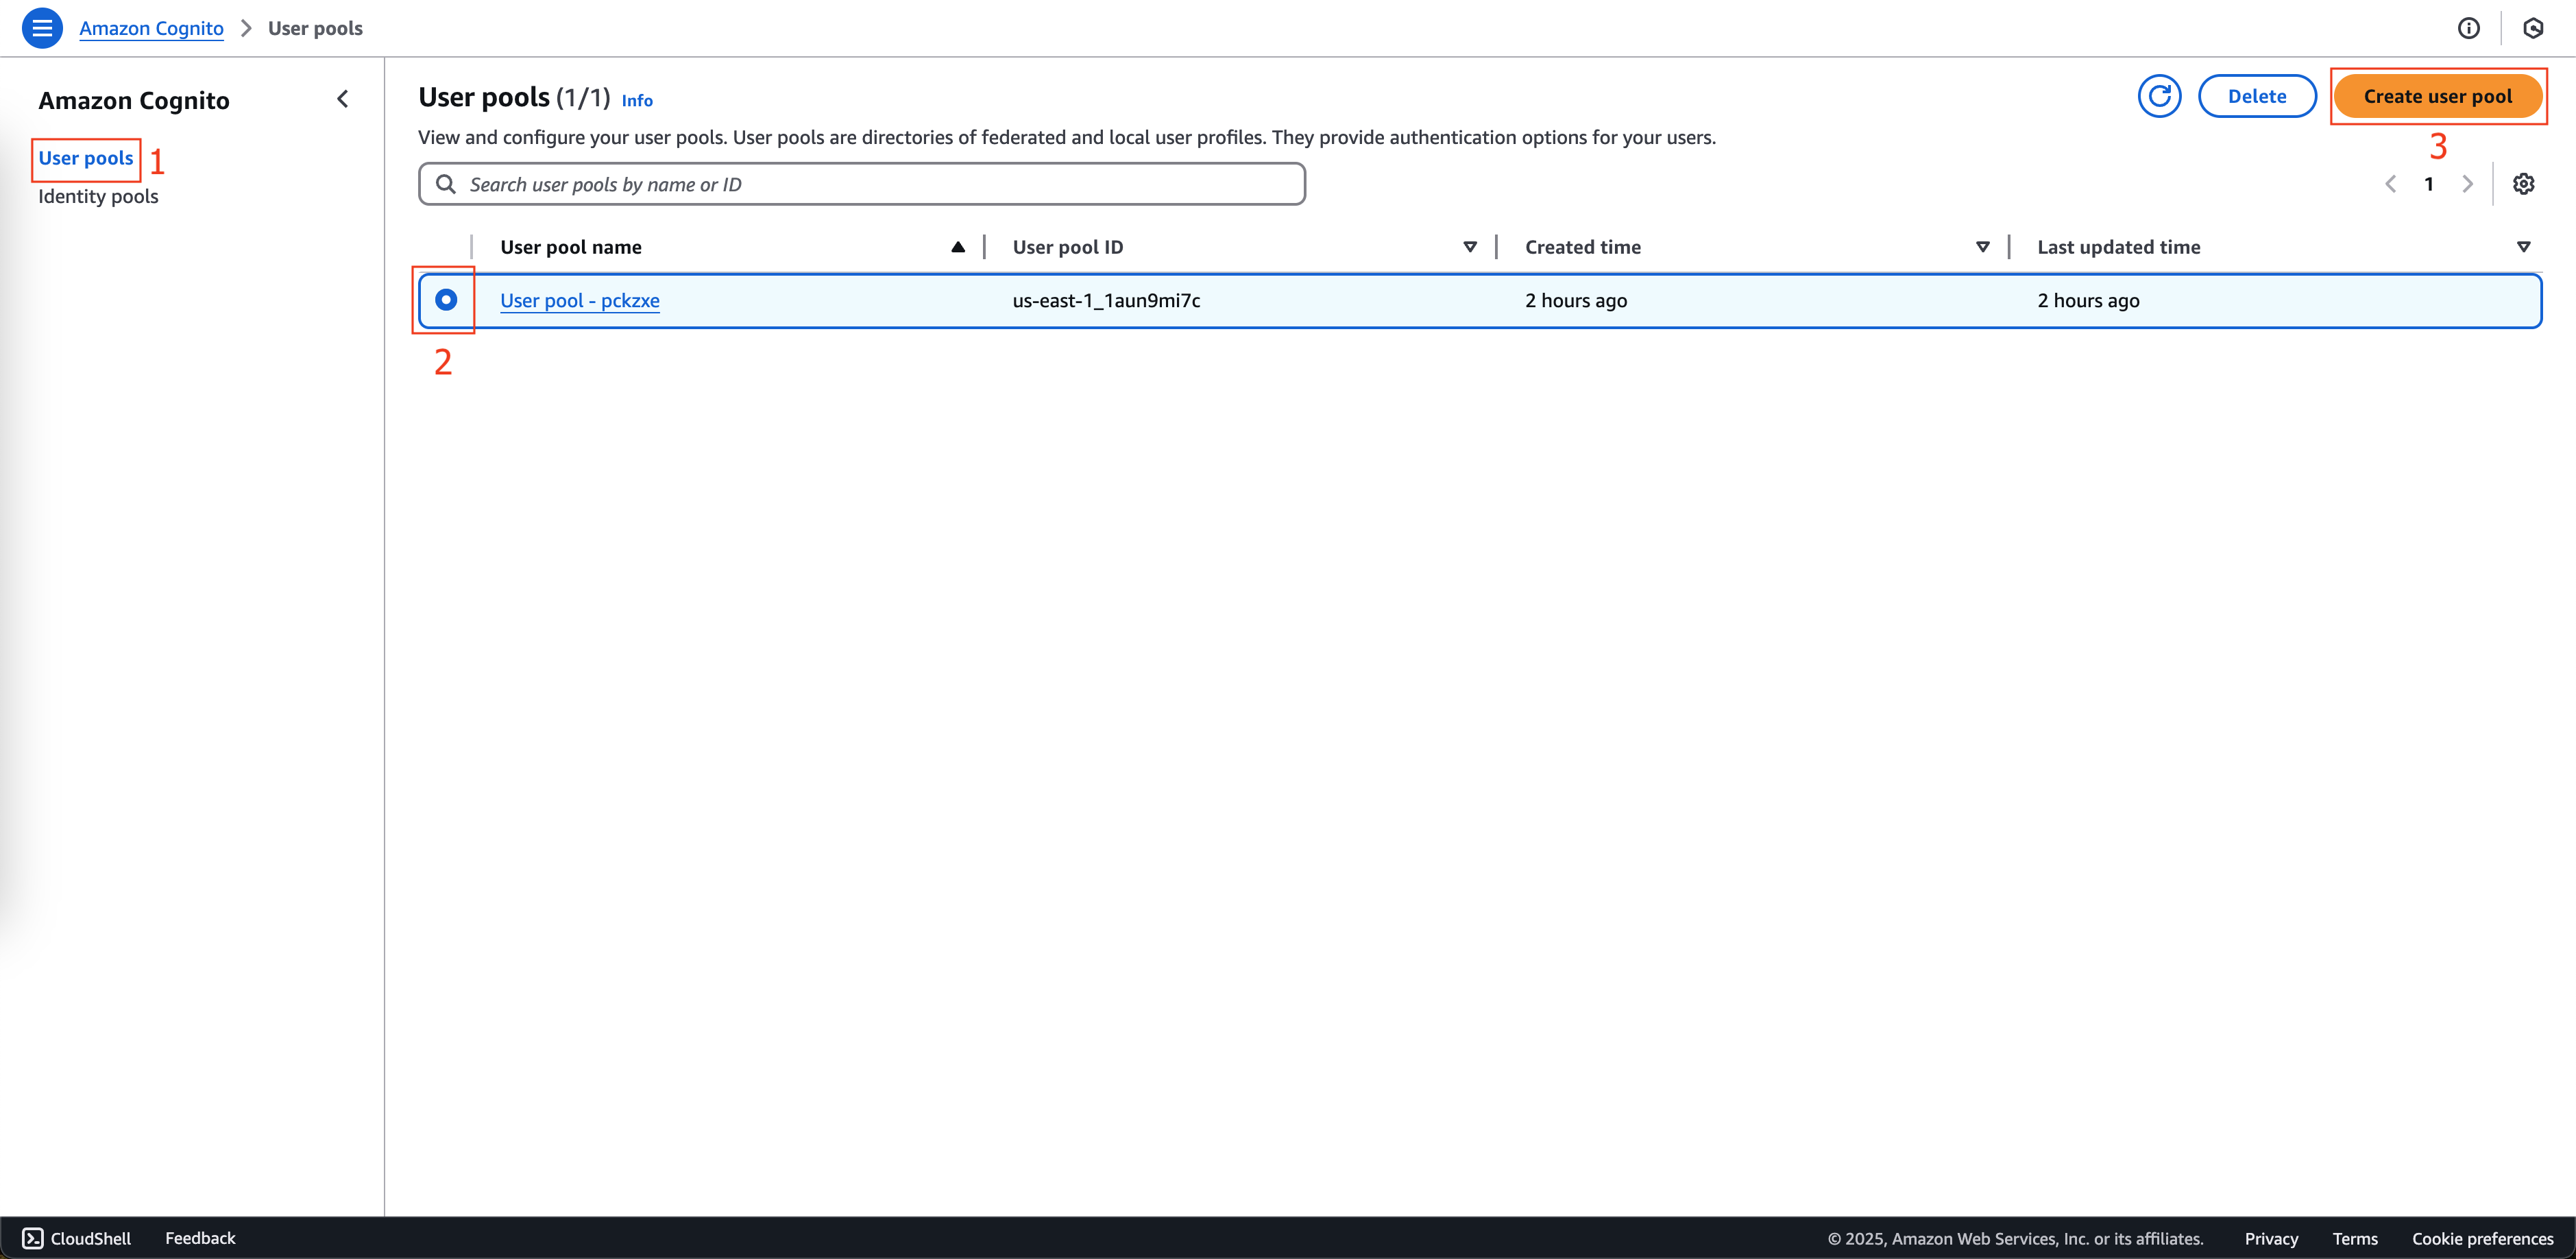 Amazon Cognito > User pools
Amazon Cognito
User pools 1
Identity pools
User pools (1/1) Info
Delete
Create user pool
3
View and configure your user pools. User pools are directories of federated and local user profiles. They provide authentication options for your users.
Search user pools by name or ID
1
User pool name
User pool ID
Created time
Last updated time
User pool - pckzxe
us-east-1_1aun9mi7c
2 hours ago
2 hours ago
2
CloudShell
Feedback
© 2025, Amazon Web Services, Inc. or its affiliates.
Privacy
Terms
Cookie preferences